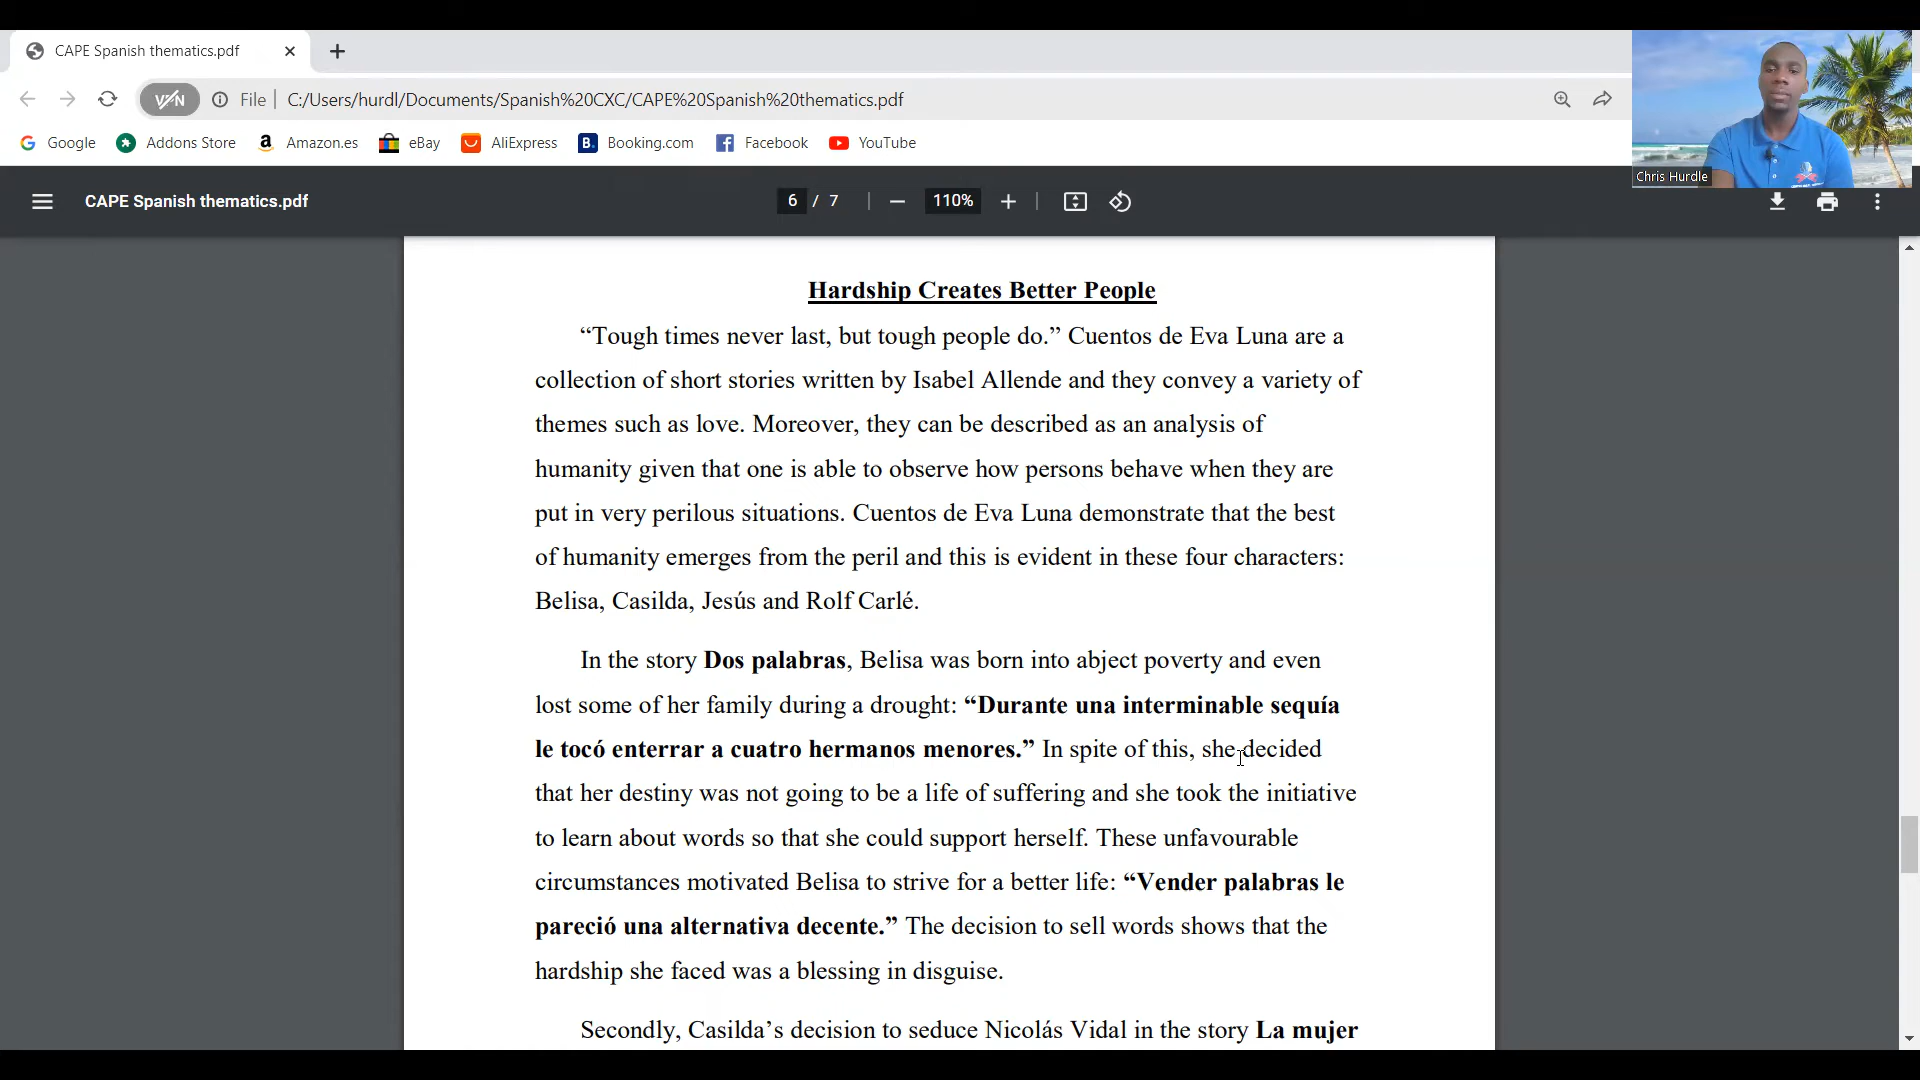 CAPE Spanish thematics.pdf
File
C:/Users/hurdl/Documents/Spanish%20CXC/CAPE%20Spanish%20thematics.pdf
Google Addons Store Amazon.es eBay AliExpress Booking.com Facebook YouTube
Chris Hurdle
CAPE Spanish thematics.pdf
6 / 7
110%
Hardship Creates Better People
“Tough times never last, but tough people do.” Cuentos de Eva Luna are a
collection of short stories written by Isabel Allende and they convey a variety of
themes such as love. Moreover, they can be described as an analysis of
humanity given that one is able to observe how persons behave when they are
put in very perilous situations. Cuentos de Eva Luna demonstrate that the best
of humanity emerges from the peril and this is evident in these four characters:
Belisa, Casilda, Jesús and Rolf Carlé.
In the story Dos palabras, Belisa was born into abject poverty and even
lost some of her family during a drought: “Durante una interminable sequía
le tocó enterrar a cuatro hermanos menores.” In spite of this, she decided
that her destiny was not going to be a life of suffering and she took the initiative
to learn about words so that she could support herself. These unfavourable
circumstances motivated Belisa to strive for a better life: “Vender palabras le
pareció una alternativa decente.” The decision to sell words shows that the
hardship she faced was a blessing in disguise.
Secondly, Casilda’s decision to seduce Nicolás Vidal in the story La mujer